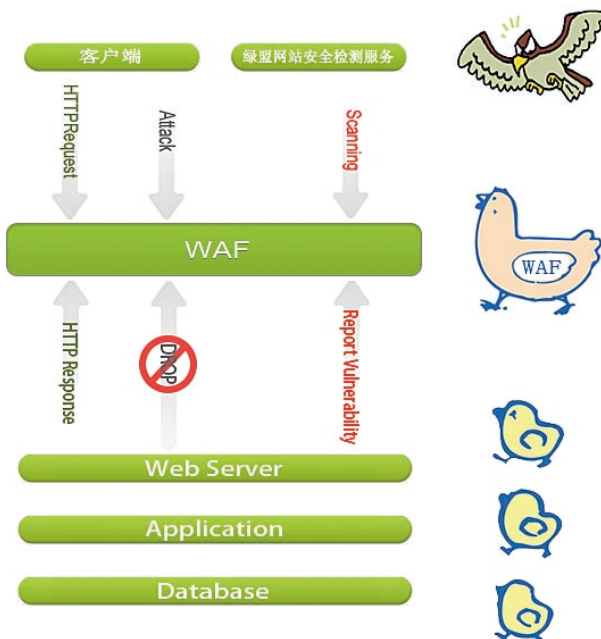 客户端
绿盟网站安全检测服务
HTTPRequest
Attack
Scanning
WAF
WAF
HTTP Response
DROP
Report Vulnerability
Web Server
C
Application
C
Database
C